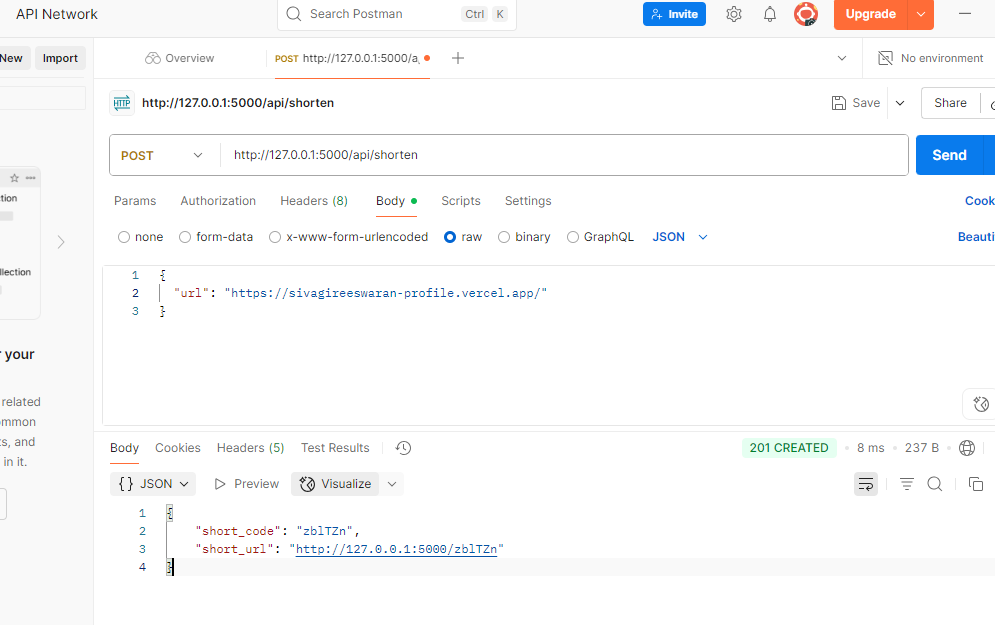 API Network
Search Postman
Ctrl K
Invite
Upgrade
New
Import
Overview
POST http://127.0.0.1:5000/a
No environment
HTTP
http://127.0.0.1:5000/api/shorten
Save
Share
POST
http://127.0.0.1:5000/api/shorten
Send
Params
Authorization
Headers (8)
Body
Scripts
Settings
Cook
none
form-data
x-www-form-urlencoded
raw
binary
GraphQL
JSON
Beauti
tion
llection
r your
related
ommon
ts, and
in it.
1 {
2 "url": "https://sivagireeswaran-profile.vercel.app/"
3 }
Body
Cookies
Headers (5)
Test Results
201 CREATED
8 ms
237 B
{} JSON
Preview
Visualize
1 {
2 "short_code": "zblTZn",
3 "short_url": "http://127.0.0.1:5000/zblTZn"
4 }